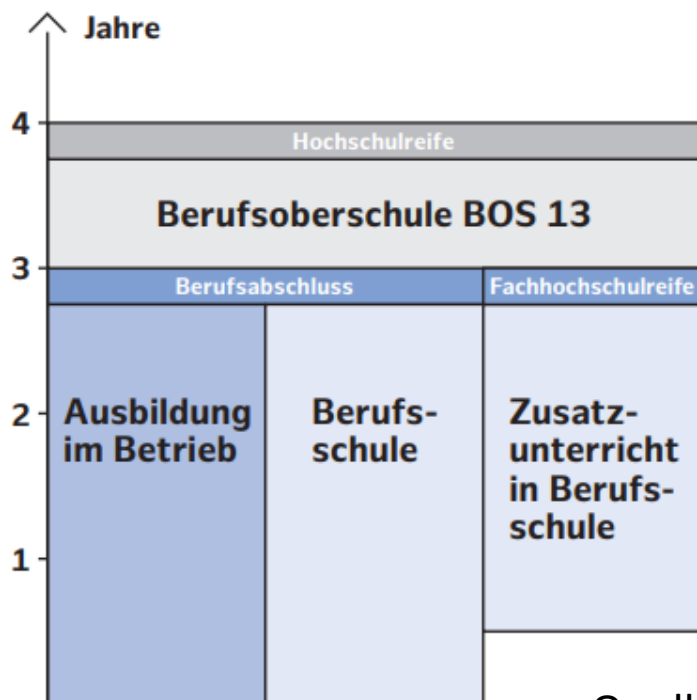 Jahre
4
Hochschulreife
Berufsoberschule BOS 13
3
Berufsabschluss
Fachhochschulreife
2
Ausbildung
im Betrieb
Berufs-
schule
Zusatz-
unterricht
in Berufs-
schule
1